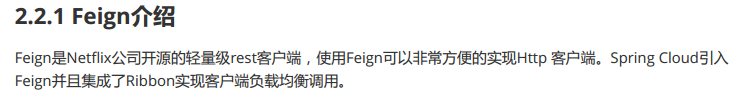 2.2.1 Feign介绍
Feign是Netflix公司开源的轻量级rest客户端，使用Feign可以非常方便的实现Http 客户端。Spring Cloud引入
Feign并且集成了Ribbon实现客户端负载均衡调用。